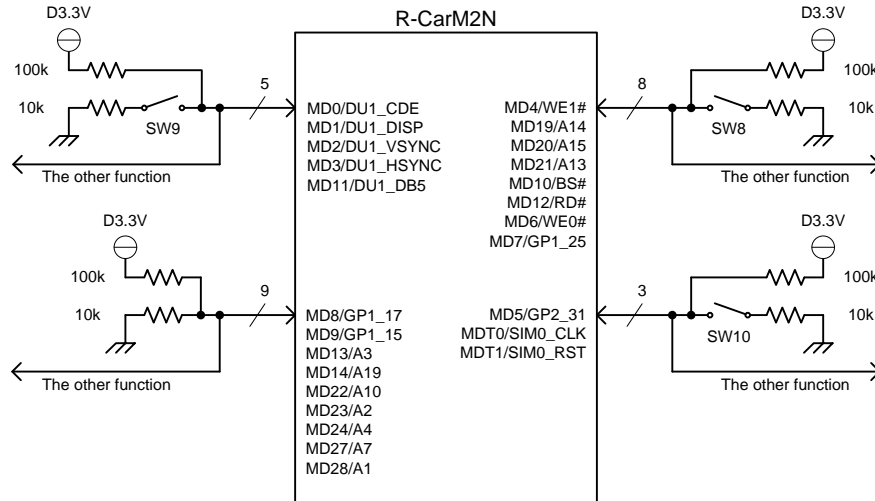 R-CarM2N
D3.3V
100k
10k
SW9
5
The other function
MD0/DU1_CDE
MD1/DU1_DISP
MD2/DU1_VSYNC
MD3/DU1_HSYNC
MD11/DU1_DB5
D3.3V
100k
10k
9
The other function
MD8/GP1_17
MD9/GP1_15
MD13/A3
MD14/A19
MD22/A10
MD23/A2
MD24/A4
MD27/A7
MD28/A1
D3.3V
100k
10k
SW8
8
The other function
MD4/WE1#
MD19/A14
MD20/A15
MD21/A13
MD10/BS#
MD12/RD#
MD6/WE0#
MD7/GP1_25
D3.3V
100k
10k
SW10
3
The other function
MD5/GP2_31
MDT0/SIM0_CLK
MDT1/SIM0_RST